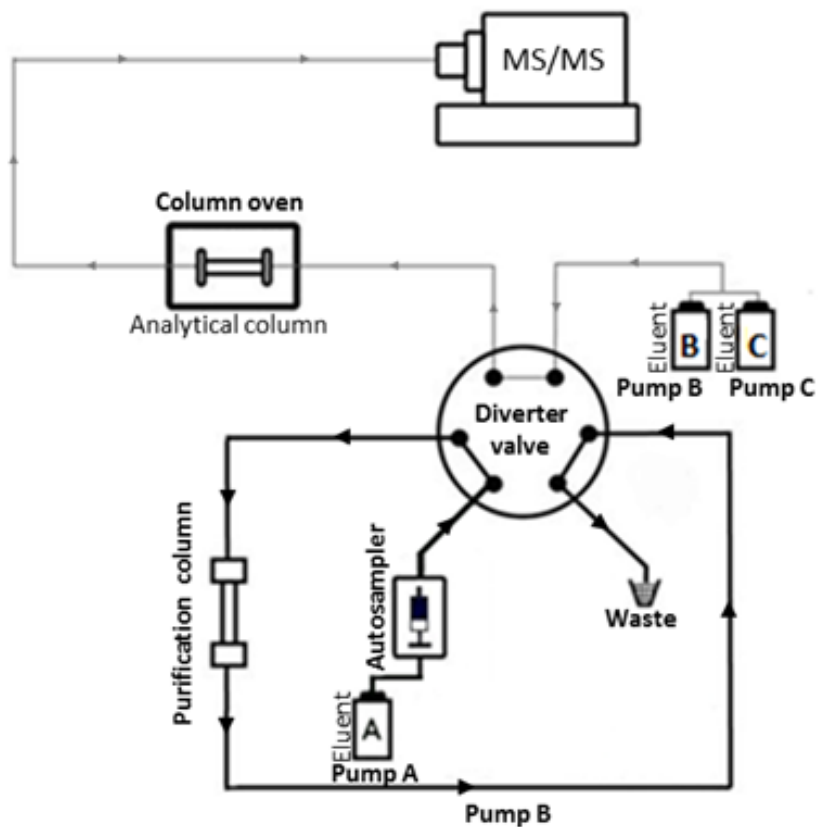 MS/MS
Column oven
Analytical column
Eluent
B
Eluent
C
Pump B
Pump C
Diverter
valve
Purification column
Autosampler
Waste
Eluent
A
Pump A
Pump B